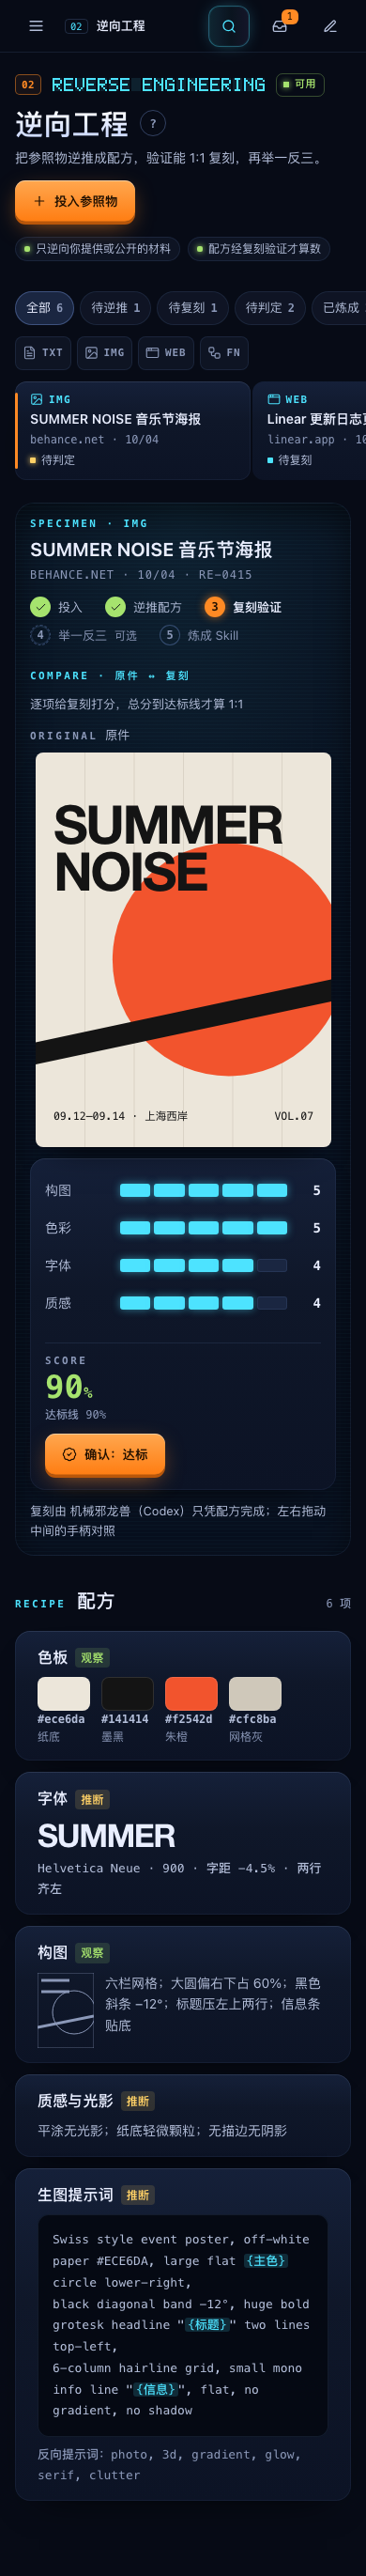 02 逆向工程
1
02 REVERSE ENGINEERING 可用
逆向工程 ?
把参照物逆推成配方，验证能 1:1 复刻，再举一反三。
+ 投入参照物
只逆向你提供或公开的材料 配方经复刻验证才算数
全部 6 待逆推 1 待复刻 1 待判定 2 已炼成
TXT IMG WEB FN
IMG
SUMMER NOISE 音乐节海报
behance.net · 10/04
待判定
WEB
Linear 更新日志
linear.app · 10
待复刻
SPECIMEN · IMG
SUMMER NOISE 音乐节海报
BEHANCE.NET · 10/04 · RE-0415
投入 逆推配方 3 复刻验证
4 举一反三 可选 5 炼成 Skill
COMPARE · 原件 ↔ 复刻
逐项给复刻打分，总分到达标线才算 1:1
ORIGINAL 原件
SUMMER
NOISE
09.12—09.14 · 上海西岸 VOL.07
构图 5
色彩 5
字体 4
质感 4
SCORE
90%
达标线 90%
确认：达标
复刻由 机械邪龙兽（Codex）只凭配方完成；左右拖动
中间的手柄对照
RECIPE 配方 6 项
色板 观察
#ece6da #141414 #f2542d #cfc8ba
纸底 墨黑 朱橙 网格灰
字体 推断
SUMMER
Helvetica Neue · 900 · 字距 −4.5% · 两行
齐左
构图 观察
六栏网格；大圆偏右下占 60%；黑色
斜条 −12°；标题压左上两行；信息条
贴底
质感与光影 推断
平涂无光影；纸底轻微颗粒；无描边无阴影
生图提示词 推断
Swiss style event poster, off-white
paper #ECE6DA, large flat {主色}
circle lower-right,
black diagonal band -12°, huge bold
grotesk headline "{标题}" two lines
top-left,
6-column hairline grid, small mono
info line "{信息}", flat, no
gradient, no shadow
反向提示词：photo, 3d, gradient, glow,
serif, clutter